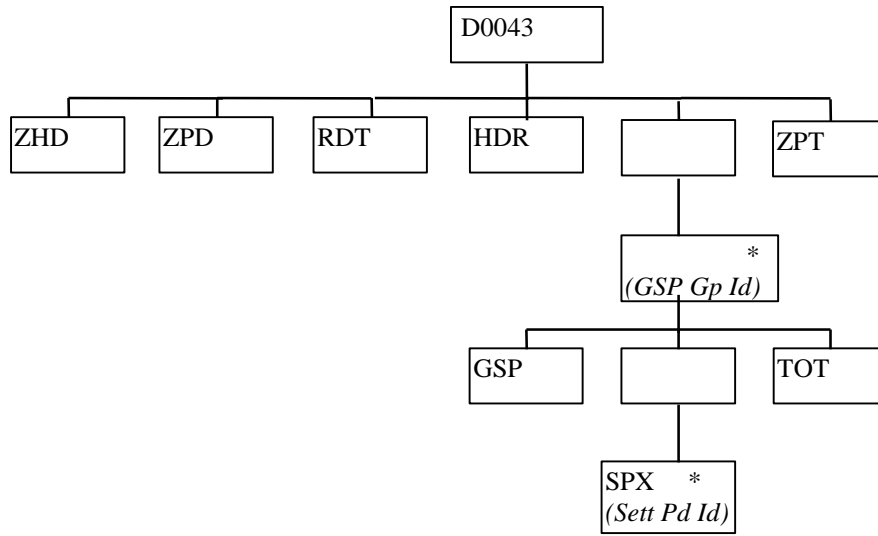 D0043
ZHD
ZPD
RDT
HDR
ZPT
*
(GSP Gp Id)
GSP
TOT
SPX *
(Sett Pd Id)